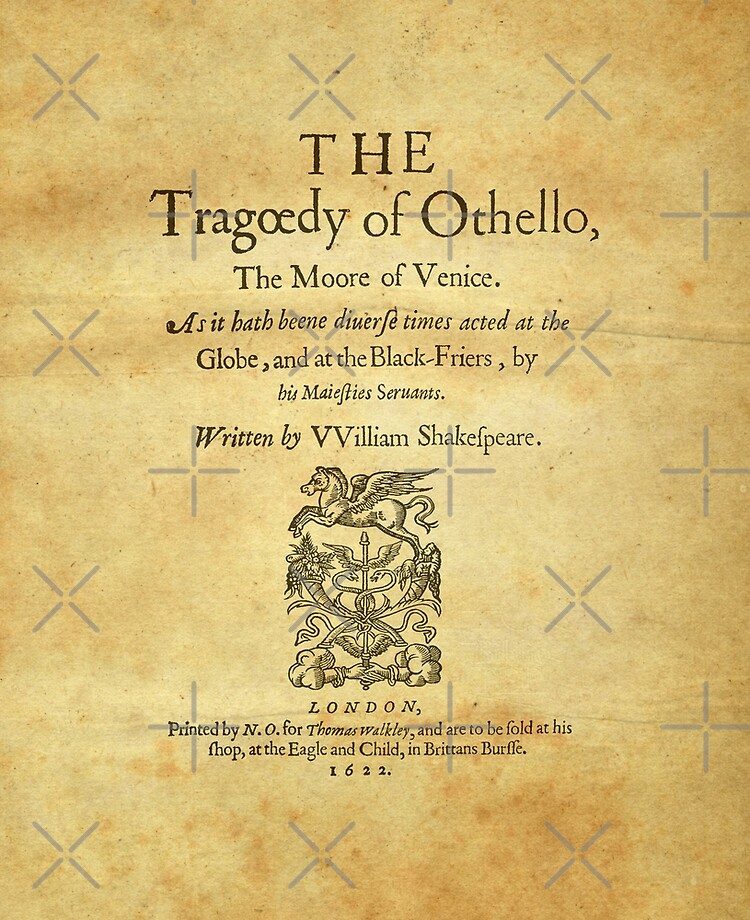 THE
Tragœdy of Othello,
The Moore of Venice.
As it hath beene diuerſe times acted at the
Globe, and at the Black-Friers, by
his Maieſties Seruants.
Written by VVilliam Shakeſpeare.
LONDON,
Printed by N. O. for Thomas Walkley, and are to be ſold at his
ſhop, at the Eagle and Child, in Brittans Burſſe.
1622.